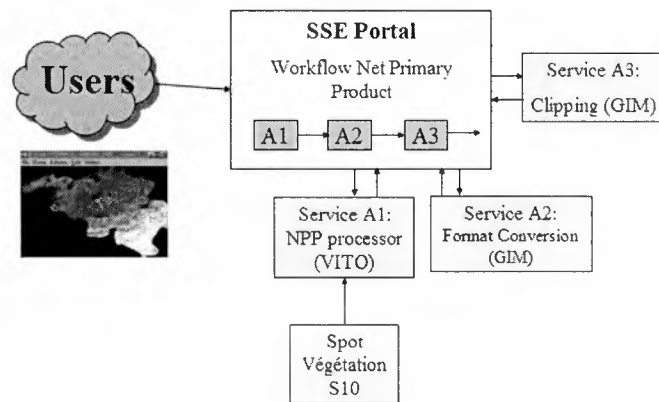 SSE Portal
Workflow Net Primary
Product
A1
A2
A3
Users
Service A3:
Clipping (GIM)
Service A1:
NPP processor
(VITO)
Service A2:
Format Conversion
(GIM)
Spot
Végétation
S10